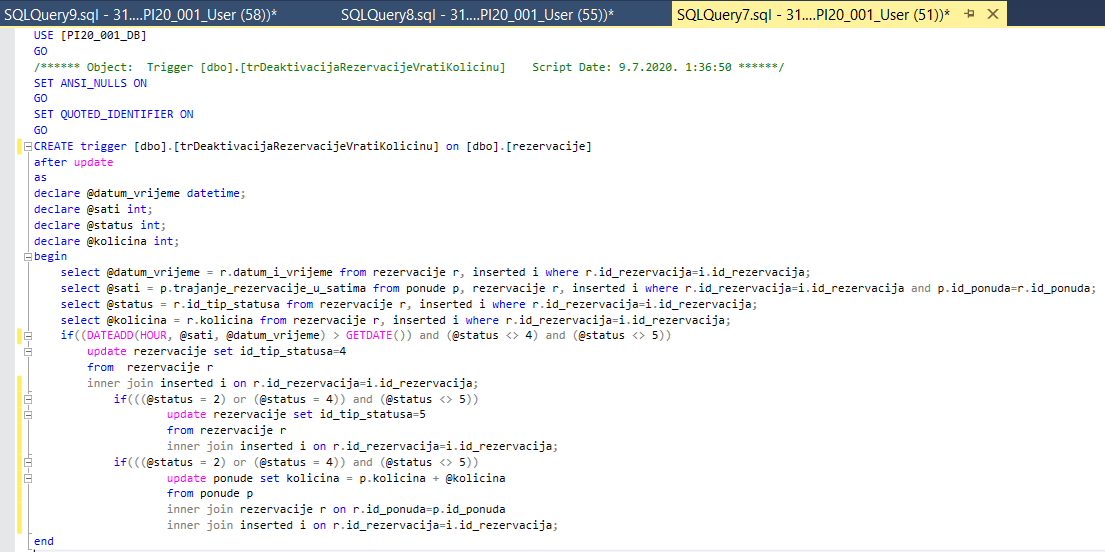 SQLQuery9.sql - 31....PI20_001_User (58))* SQLQuery8.sql - 31....PI20_001_User (55))* SQLQuery7.sql - 31....PI20_001_User (51))*
USE [PI20_001_DB]
GO
/****** Object:  Trigger [dbo].[trDeaktivacijaRezervacijeVratiKolicinu]    Script Date: 9.7.2020. 1:36:50 ******/
SET ANSI_NULLS ON
GO
SET QUOTED_IDENTIFIER ON
GO
CREATE trigger [dbo].[trDeaktivacijaRezervacijeVratiKolicinu] on [dbo].[rezervacije]
after update
as
declare @datum_vrijeme datetime;
declare @sati int;
declare @status int;
declare @kolicina int;
begin
    select @datum_vrijeme = r.datum_i_vrijeme from rezervacije r, inserted i where r.id_rezervacija=i.id_rezervacija;
    select @sati = p.trajanje_rezervacije_u_satima from ponude p, rezervacije r, inserted i where r.id_rezervacija=i.id_rezervacija and p.id_ponuda=r.id_ponuda;
    select @status = r.id_tip_statusa from rezervacije r, inserted i where r.id_rezervacija=i.id_rezervacija;
    select @kolicina = r.kolicina from rezervacije r, inserted i where r.id_rezervacija=i.id_rezervacija;
    if((DATEADD(HOUR, @sati, @datum_vrijeme) > GETDATE()) and (@status <> 4) and (@status <> 5))
        update rezervacije set id_tip_statusa=4
        from  rezervacije r
        inner join inserted i on r.id_rezervacija=i.id_rezervacija;
            if(((@status = 2) or (@status = 4)) and (@status <> 5))
                    update rezervacije set id_tip_statusa=5
                    from rezervacije r
                    inner join inserted i on r.id_rezervacija=i.id_rezervacija;
            if(((@status = 2) or (@status = 4)) and (@status <> 5))
                    update ponude set kolicina = p.kolicina + @kolicina
                    from ponude p
                    inner join rezervacije r on r.id_ponuda=p.id_ponuda
                    inner join inserted i on r.id_rezervacija=i.id_rezervacija;
end